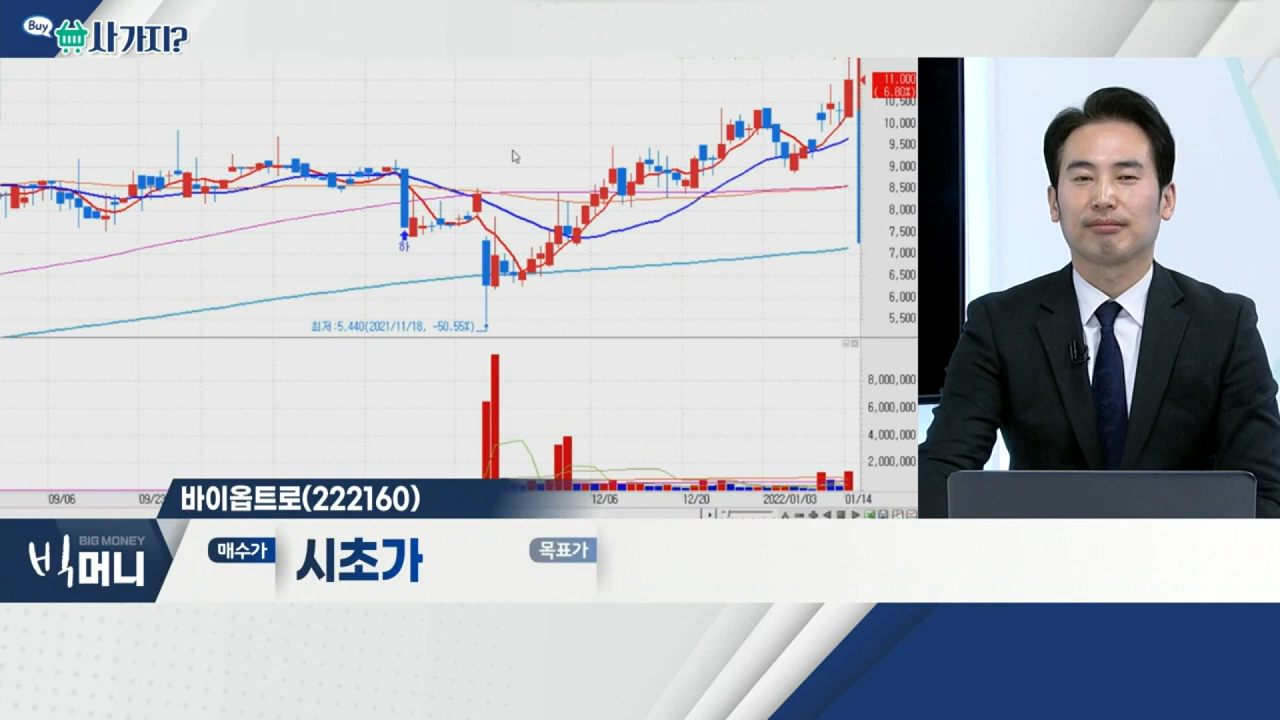 Buy
사가지?
11,000
( 6.80%)
10,500
10,000
9,500
9,000
8,500
8,000
7,500
7,000
6,500
6,000
5,500
하
최저:5,440(2021/11/18, -50.55%)
8,000,000
6,000,000
4,000,000
2,000,000
09/06
09/23
12/06
12/20
2022/01/03
01/14
바이옵트로(222160)
BIG MONEY
빅머니
매수가
시초가
목표가